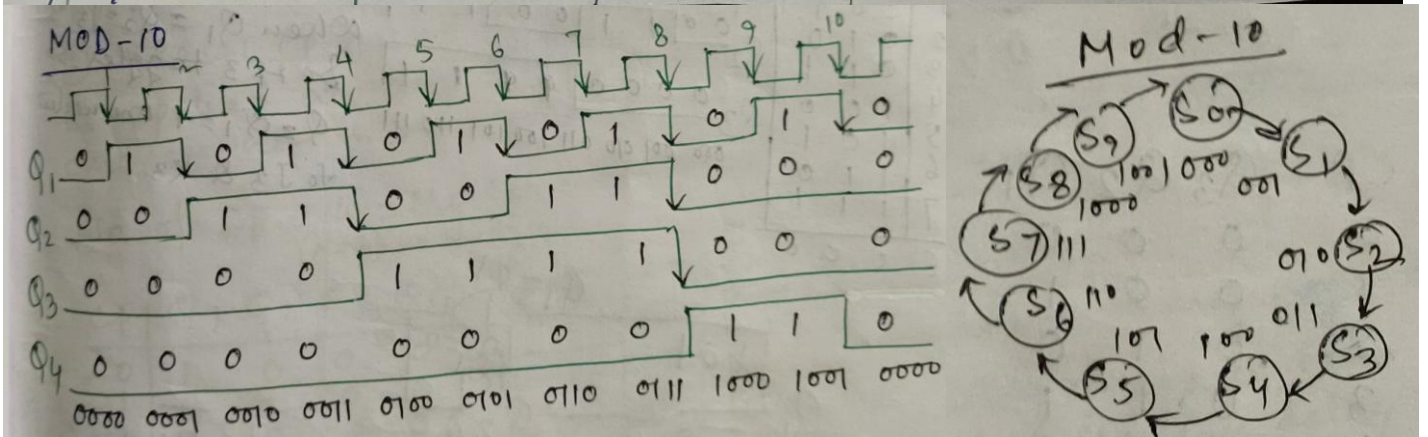 MOD-10
2 3 4 5 6 7 8 9 10
Q1 0 1 0 1 0 1 0 1 0 1 0
Q2 0 0 1 1 0 0 1 1 0 0 0
Q3 0 0 0 0 1 1 1 1 0 0 0
Q4 0 0 0 0 0 0 0 0 1 1 0
0000 0001 0010 0011 0100 0101 0110 0111 1000 1001 0000
Mod-10
S0 000
S1 001
S2 010
S3 011
S4 100
S5 101
S6 110
S7 111
S8 1000
S9 1001